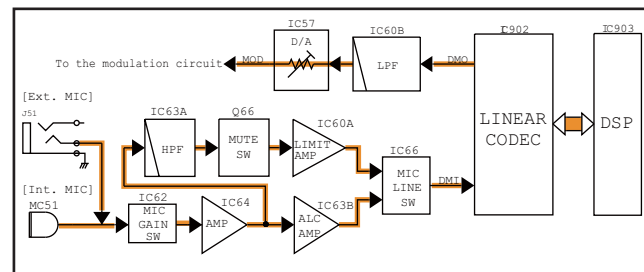 IC57
D/A
IC60B
LPF
IC902
LINEAR
CODEC
IC903
DSP
To the modulation circuit
MOD
DMO
[Ext. MIC]
J51
IC63A
HPF
Q66
MUTE
SW
IC60A
LIMIT
AMP
IC66
MIC
LINE
SW
DMI
[Int. MIC]
MC51
IC62
MIC
GAIN
SW
IC64
AMP
IC63B
ALC
AMP